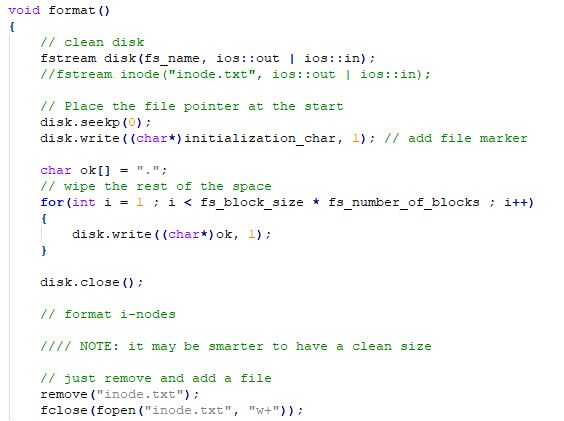 void format()
{
// clean disk
fstream disk(fs_name, ios::out | ios::in);
//fstream inode("inode.txt", ios::out | ios::in);
// Place the file pointer at the start
disk.seekp(0);
disk.write((char*)initialization_char, 1); // add file marker
char ok[] = ".";
// wipe the rest of the space
for(int i = 1 ; i < fs_block_size * fs_number_of_blocks ; i++)
{
disk.write((char*)ok, 1);
}
disk.close();
// format i-nodes
//// NOTE: it may be smarter to have a clean size
// just remove and add a file
remove("inode.txt");
fclose(fopen("inode.txt", "w+"));